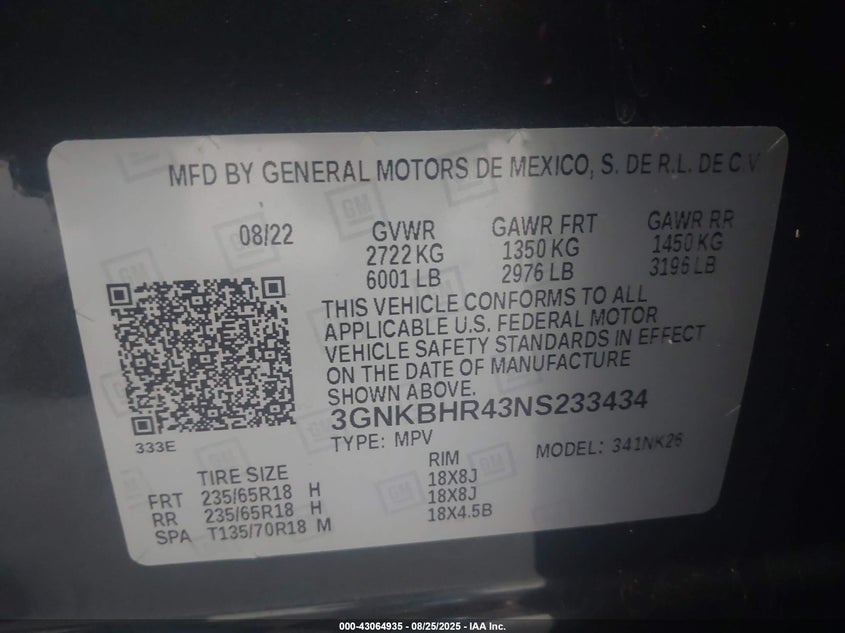 MFD BY GENERAL MOTORS DE MEXICO, S. DE R.L. DE C.V
08/22
GVWR
2722 KG
6001 LB
GAWR FRT
1350 KG
2976 LB
GAWR RR
1450 KG
3196 LB
THIS VEHICLE CONFORMS TO ALL
APPLICABLE U.S. FEDERAL MOTOR
VEHICLE SAFETY STANDARDS IN EFFECT
ON THE DATE OF MANUFACTURE
SHOWN ABOVE.
3GNKBHR43NS233434
333E
TYPE: MPV
MODEL: 341NK26
TIRE SIZE
RIM
FRT 235/65R18 H 18X8J
RR 235/65R18 H 18X8J
SPA T135/70R18 M 18X4.5B
GM
000-43064935 - 08/25/2025 - IAA Inc.